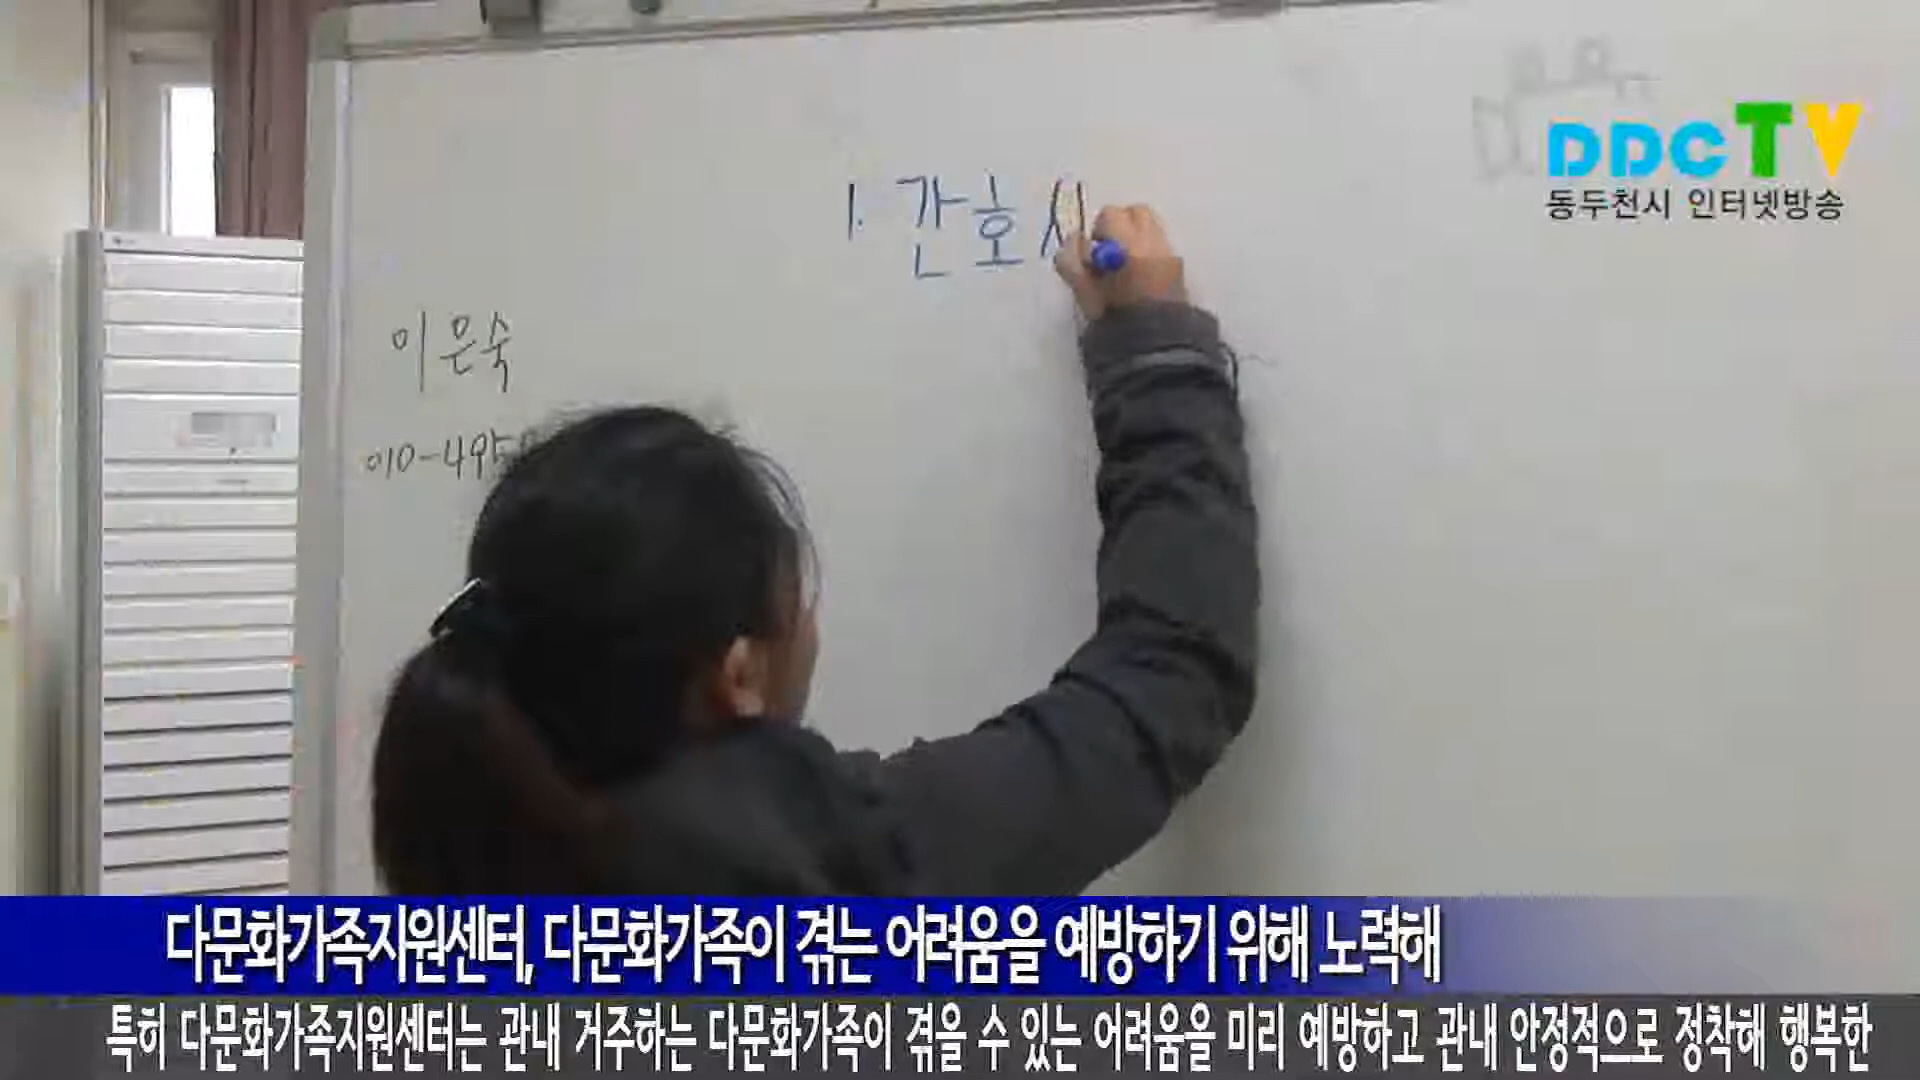 DDCTV
동두천시 인터넷방송
1. 간호시
이은숙
010-495
다문화가족지원센터, 다문화가족이 겪는 어려움을 예방하기 위해 노력해
특히 다문화가족지원센터는 관내 거주하는 다문화가족이 겪을 수 있는 어려움을 미리 예방하고 관내 안정적으로 정착해 행복한